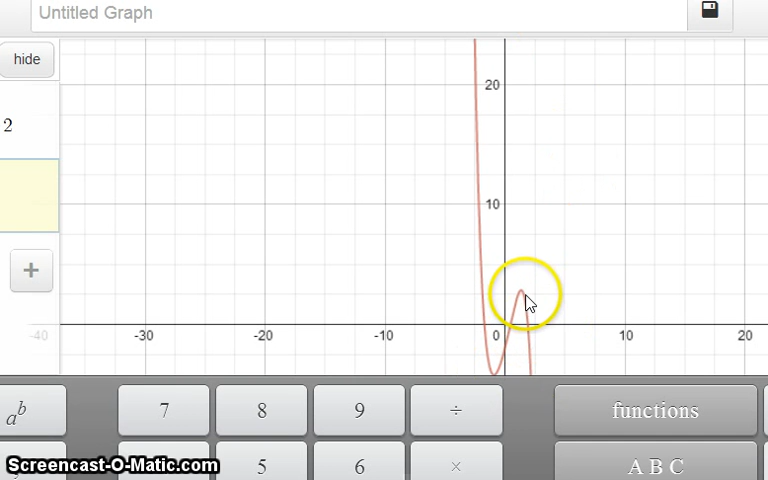 Untitled Graph
hide
2
20
10
+
-40 -30 -20 -10 0 10 20
aᵇ 7 8 9 ÷ functions
5 6 × A B C
Screencast-O-Matic.com